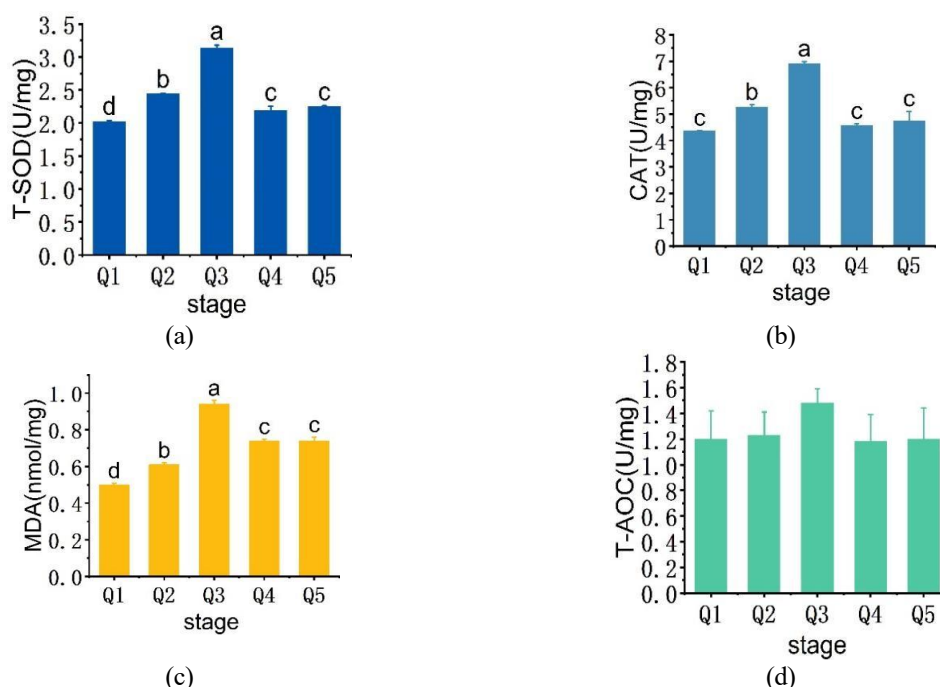 T-SOD(U/mg)
3.5
3.0
2.5
2.0
1.5
1.0
0.5
0.0
d
b
a
c
c
Q1 Q2 Q3 Q4 Q5
stage
(a)
CAT(U/mg)
8
7
6
5
4
3
2
1
0
c
b
a
c
c
Q1 Q2 Q3 Q4 Q5
stage
(b)
MDA(nmol/mg)
1.0
0.8
0.6
0.4
0.2
0.0
d
b
a
c
c
Q1 Q2 Q3 Q4 Q5
stage
(c)
T-AOC(U/mg)
1.8
1.6
1.4
1.2
1.0
0.8
0.6
0.4
0.2
0.0
Q1 Q2 Q3 Q4 Q5
stage
(d)